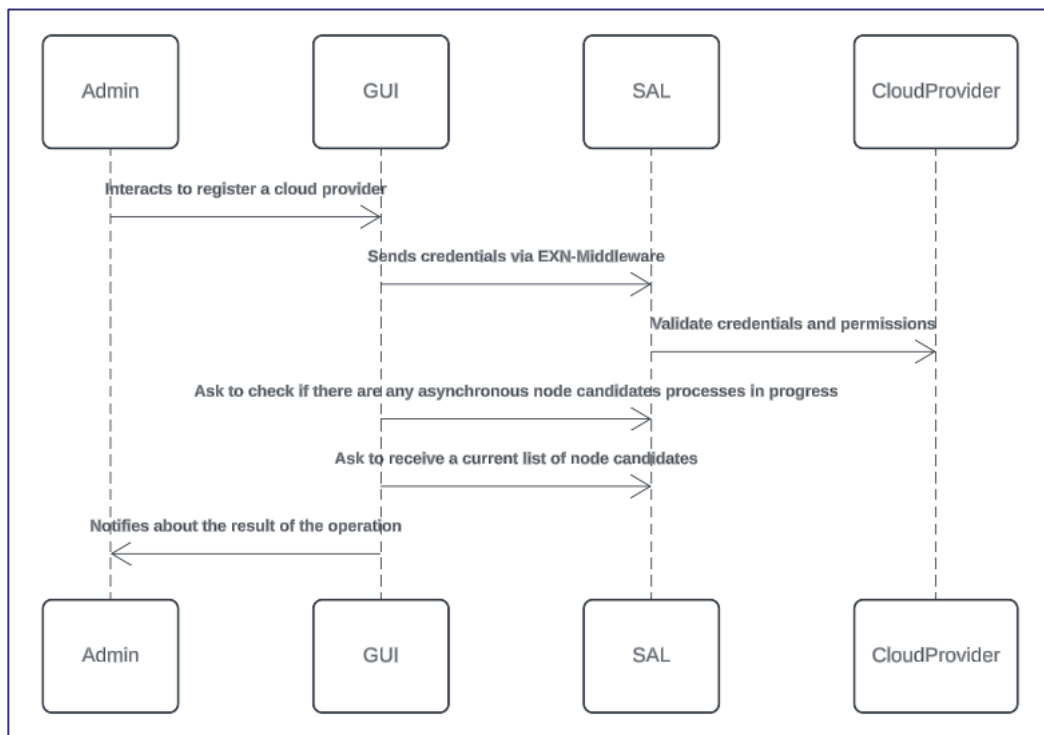 Admin
GUI
SAL
CloudProvider
Interacts to register a cloud provider
Sends credentials via EXN-Middleware
Validate credentials and permissions
Ask to check if there are any asynchronous node candidates processes in progress
Ask to receive a current list of node candidates
Notifies about the result of the operation
Admin
GUI
SAL
CloudProvider